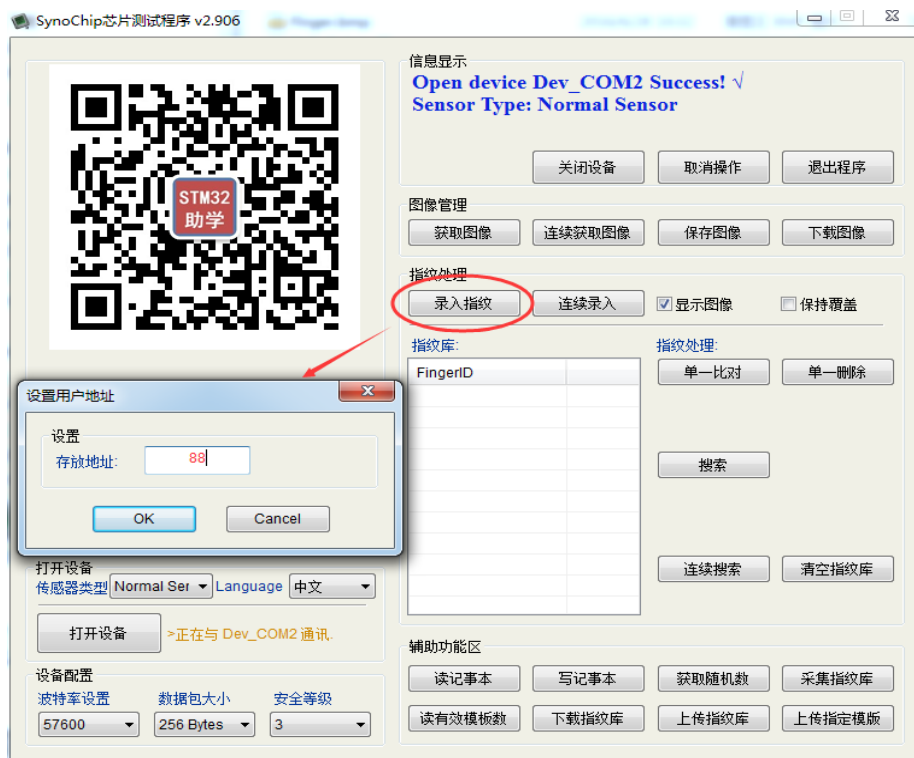 SynoChip芯片测试程序 v2.906
STM32
助学
信息显示
Open device Dev_COM2 Success! √
Sensor Type: Normal Sensor
关闭设备
取消操作
退出程序
图像管理
获取图像
连续获取图像
保存图像
下载图像
指纹处理
录入指纹
连续录入
显示图像
保持覆盖
指纹库:
FingerID
指纹处理:
单一比对
单一删除
搜索
连续搜索
清空指纹库
设置用户地址
设置
存放地址:
88
OK
Cancel
打开设备
传感器类型
Normal Ser
Language
中文
打开设备
>正在与 Dev_COM2 通讯.
设备配置
波特率设置
数据包大小
安全等级
57600
256 Bytes
3
辅助功能区
读记事本
写记事本
获取随机数
采集指纹库
读有效模板数
下载指纹库
上传指纹库
上传指定模版